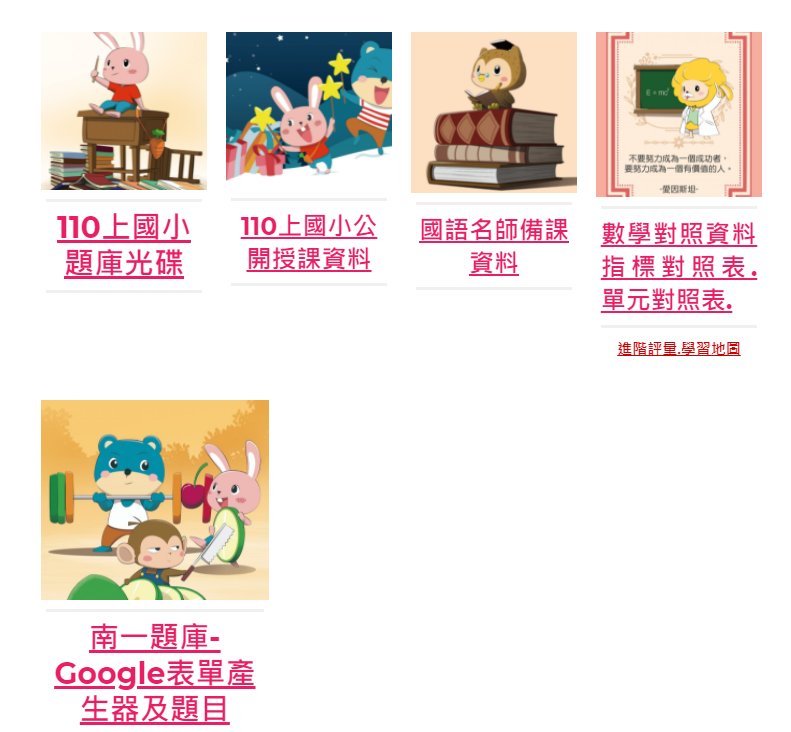 110上國小
題庫光碟
110上國小公
開授課資料
國語名師備課
資料
E = mc²
不要努力成為一個成功者，
要努力成為一個有價值的人。
-愛因斯坦-
數學對照資料
指標對照表.
單元對照表.
進階評量.學習地圖
南一題庫-
Google表單產
生器及題目